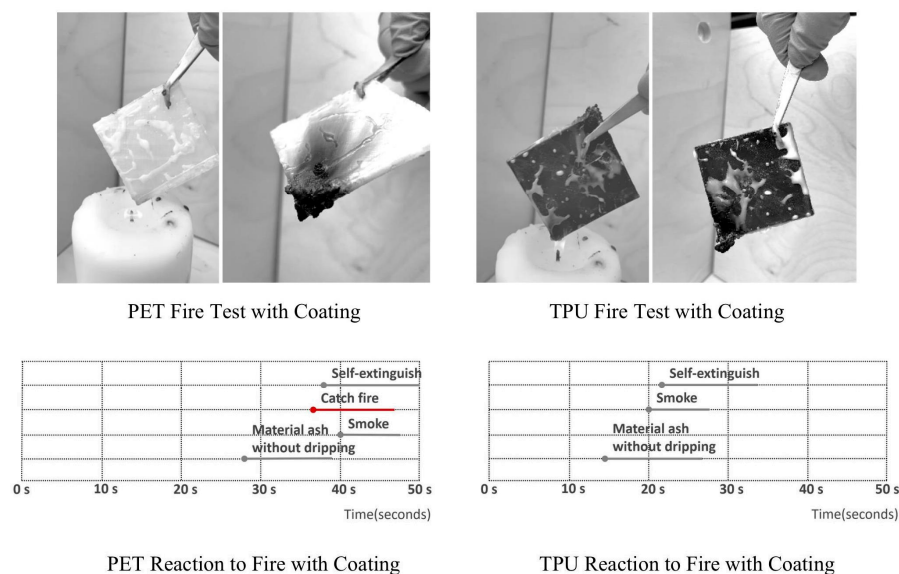 PET Fire Test with Coating
TPU Fire Test with Coating
Self-extinguish
Catch fire
Smoke
Material ash
without dripping
0 s
10 s
20 s
30 s
40 s
50 s
Time(seconds)
Self-extinguish
Smoke
Material ash
without dripping
0 s
10 s
20 s
30 s
50 s
Time(seconds)
PET Reaction to Fire with Coating
TPU Reaction to Fire with Coating